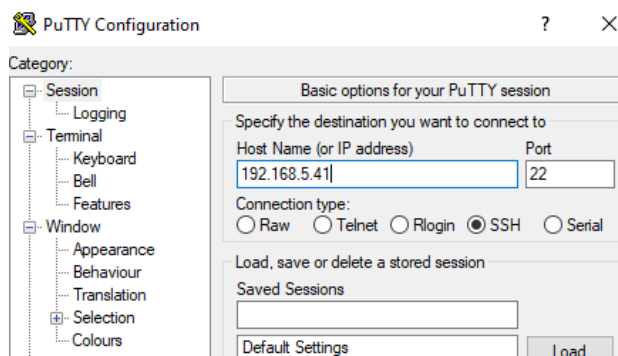 PuTTY Configuration
?
Category:
Session
Logging
Terminal
Keyboard
Bell
Features
Window
Appearance
Behaviour
Translation
Selection
Colours
Basic options for your PuTTY session
Specify the destination you want to connect to
Host Name (or IP address) Port
192.168.5.41 22
Connection type:
Raw Telnet Rlogin SSH Serial
Load, save or delete a stored session
Saved Sessions
Default Settings
Load